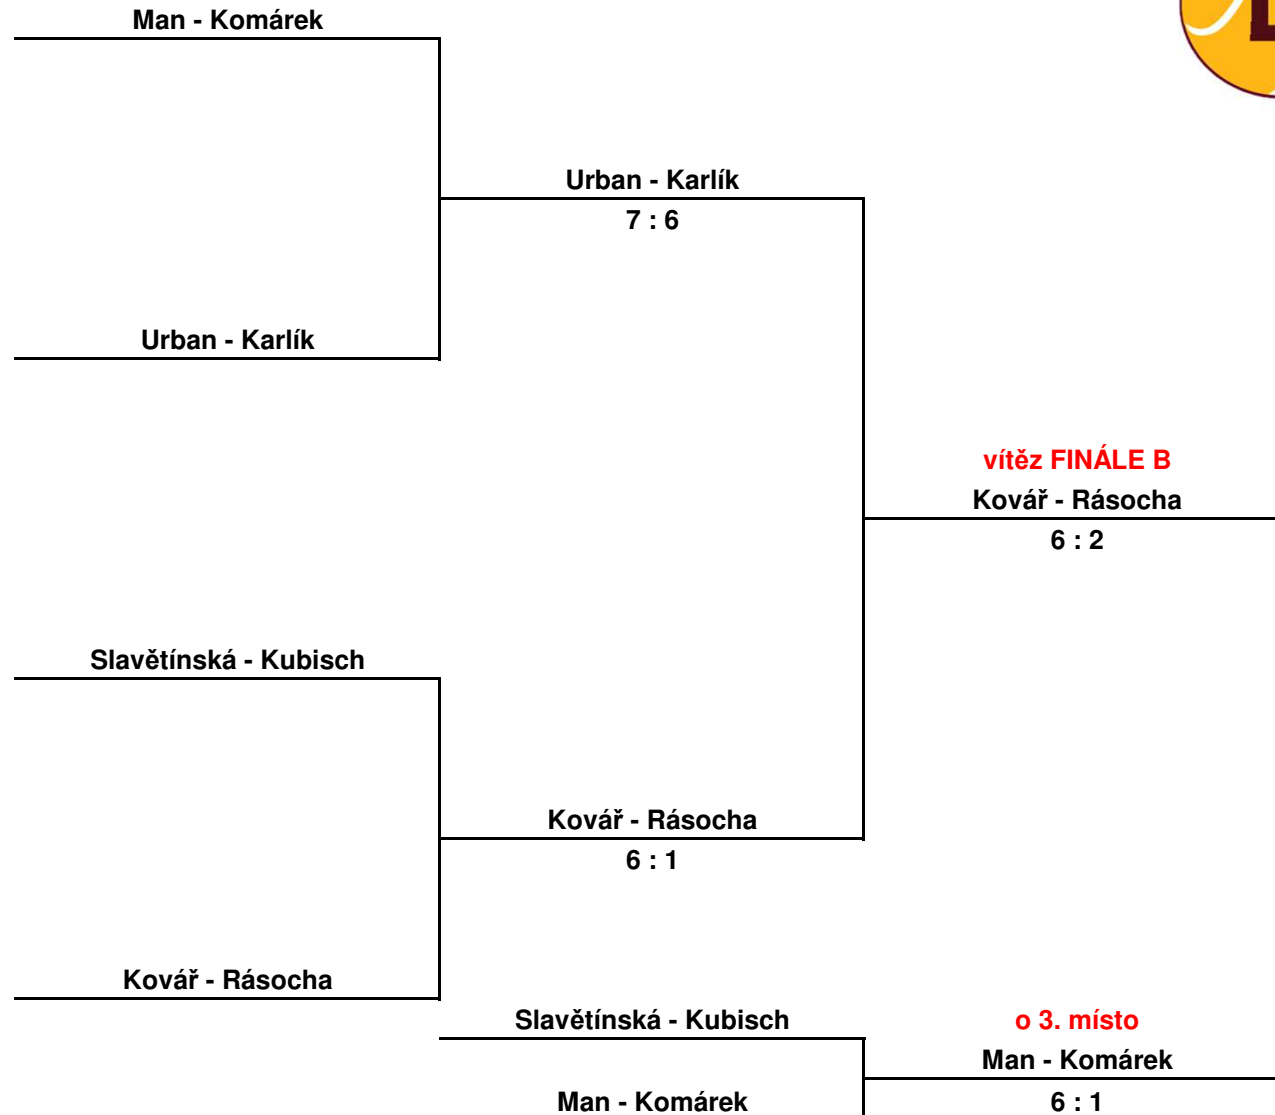 Man - Komárek
Urban - Karlík
7 : 6
Urban - Karlík
vítěz FINÁLE B
Kovář - Rásocha
6 : 2
Slavětínská - Kubisch
Kovář - Rásocha
6 : 1
Kovář - Rásocha
Slavětínská - Kubisch
o 3. místo
Man - Komárek
Man - Komárek
6 : 1